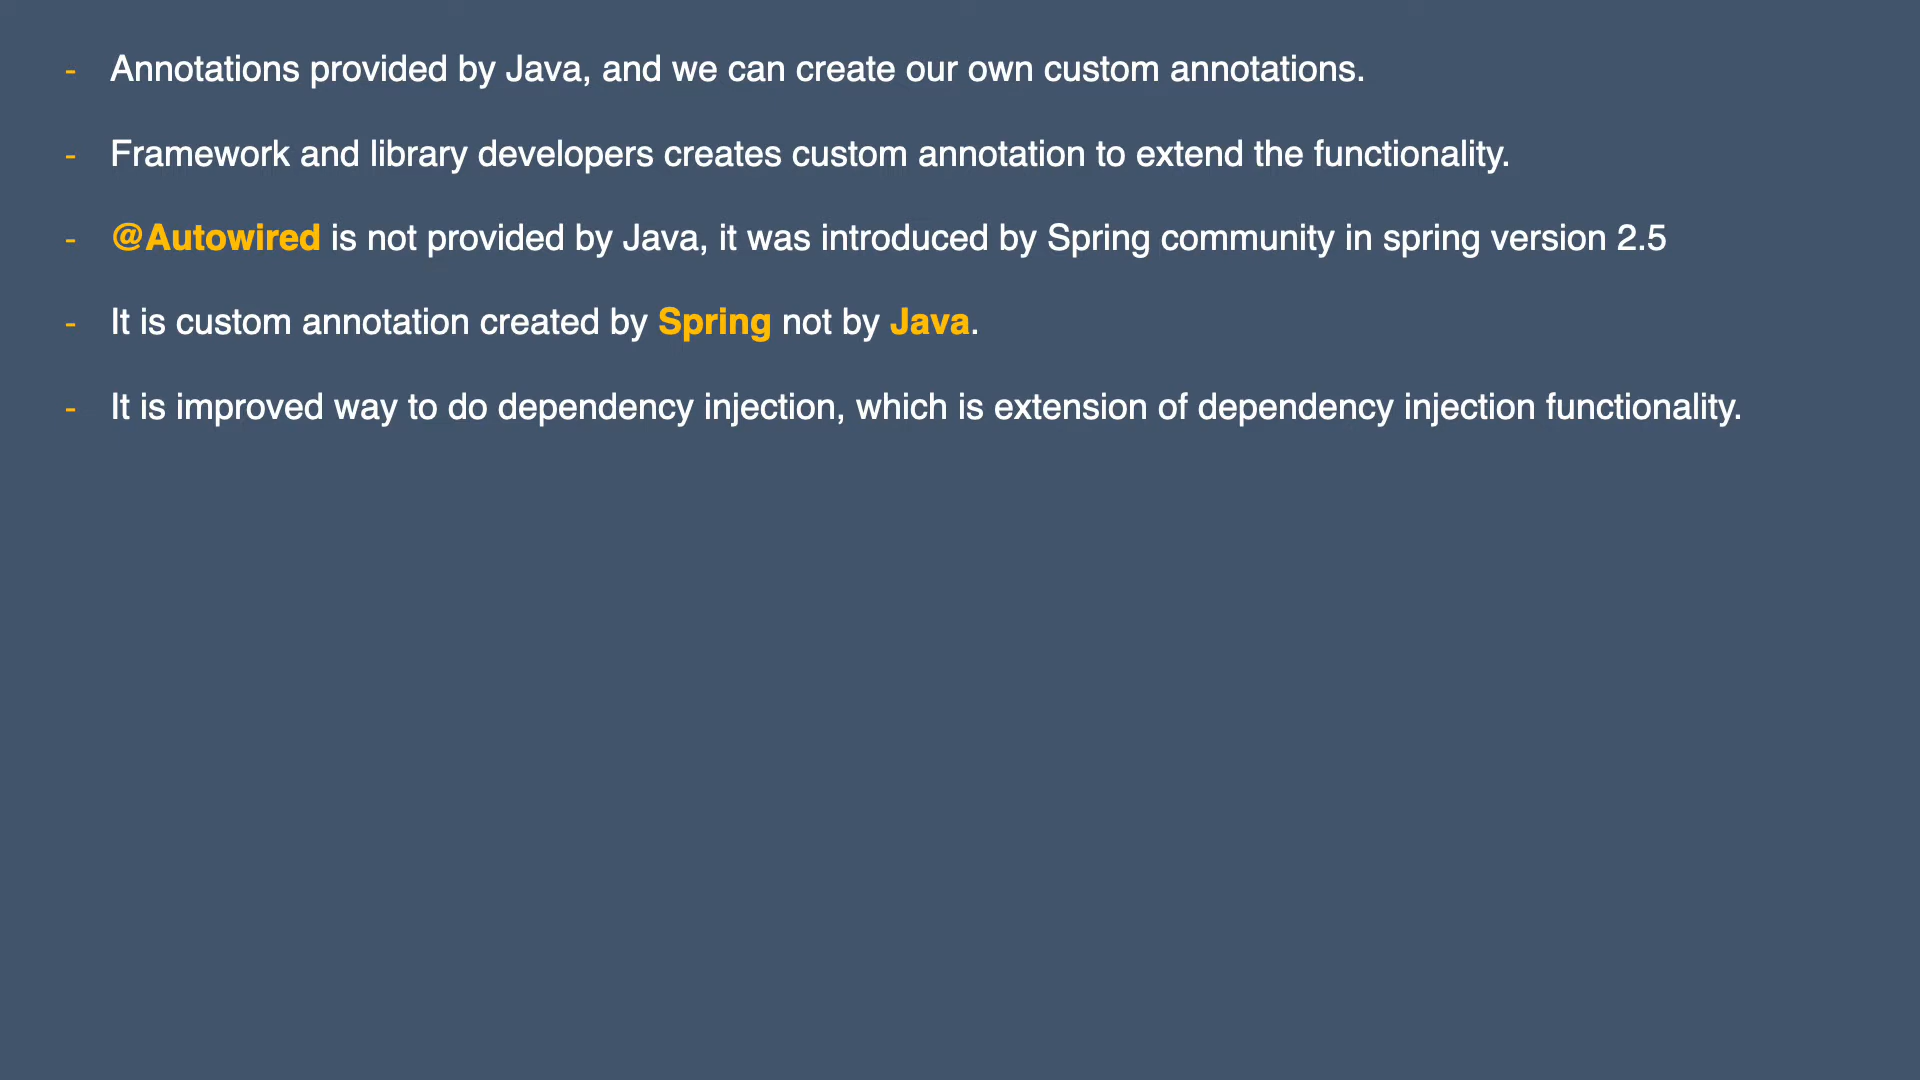 - Annotations provided by Java, and we can create our own custom annotations.
- Framework and library developers creates custom annotation to extend the functionality.
- @Autowired is not provided by Java, it was introduced by Spring community in spring version 2.5
- It is custom annotation created by Spring not by Java.
- It is improved way to do dependency injection, which is extension of dependency injection functionality.